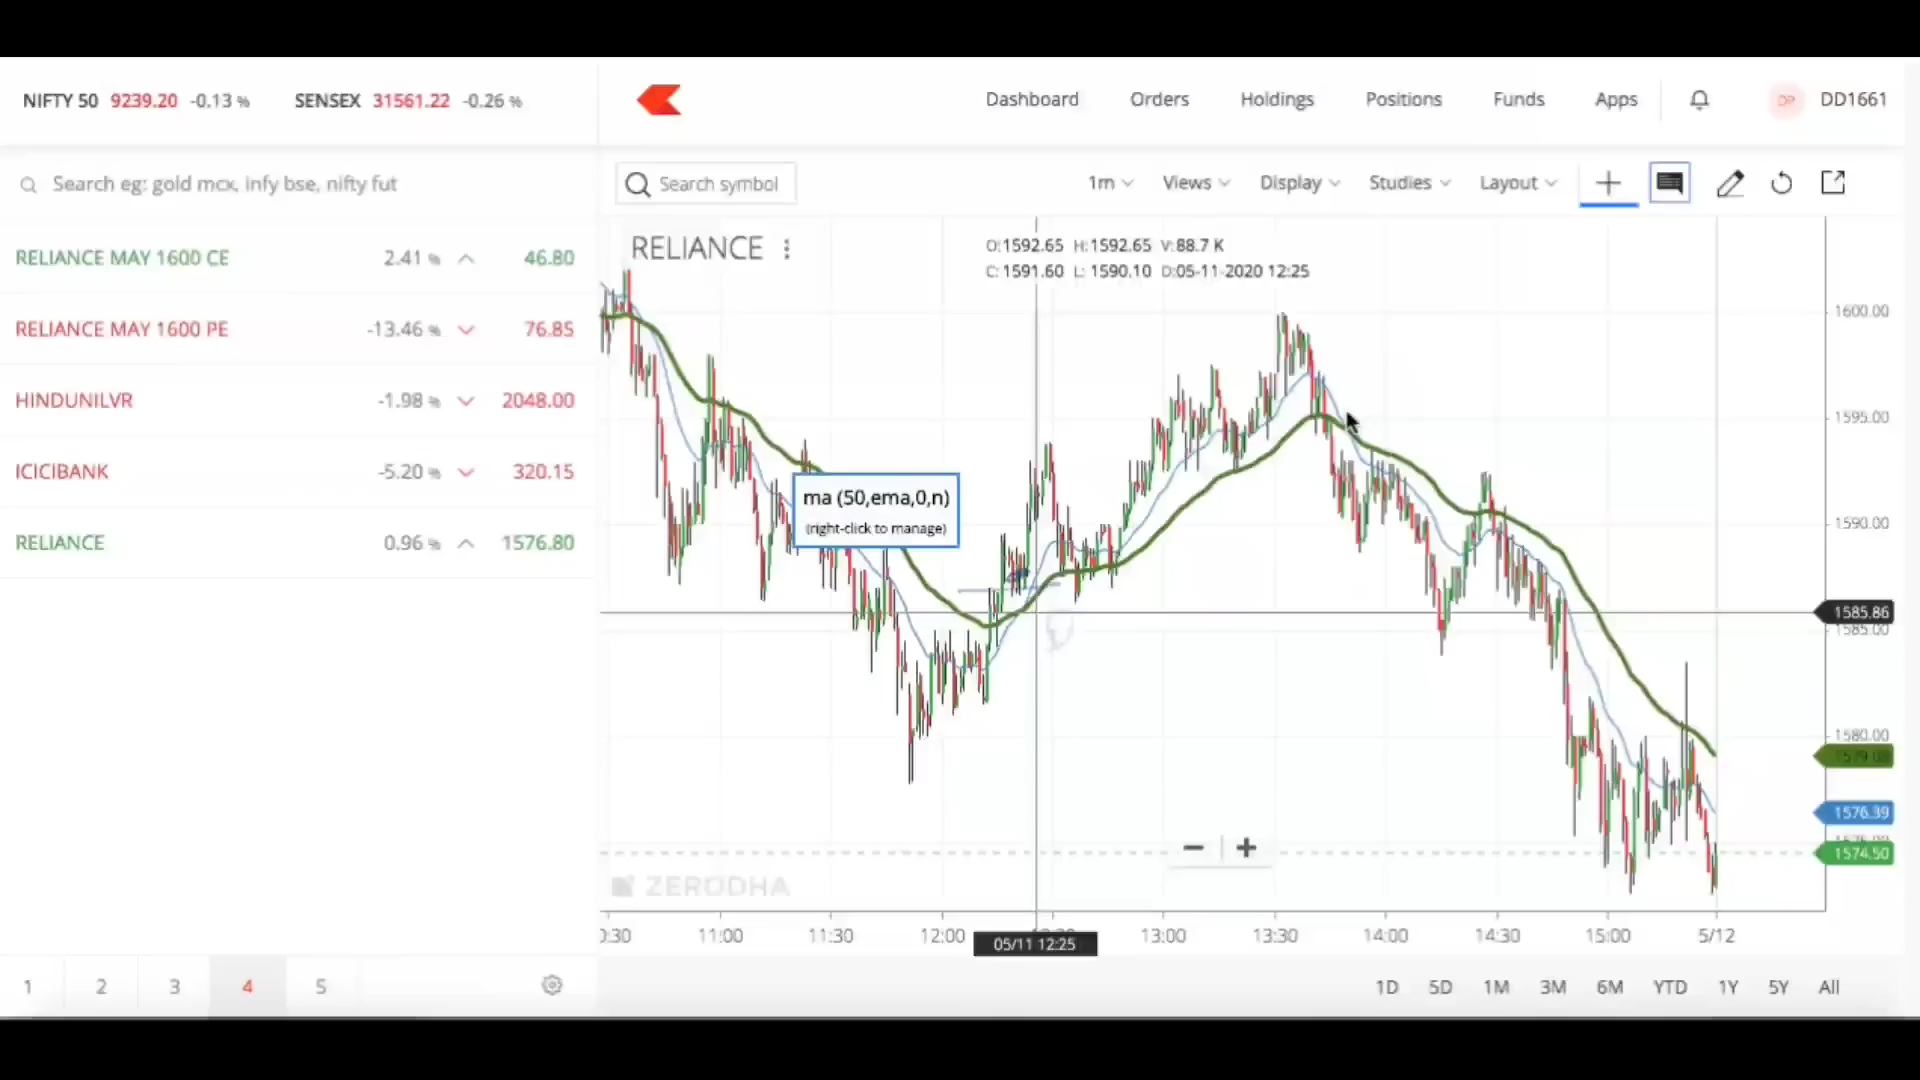 NIFTY 50 9239.20 -0.13 % SENSEX 31561.22 -0.26 %
Dashboard Orders Holdings Positions Funds Apps DP DD1661
Search eg: gold mcx, infy bse, nifty fut
Search symbol 1m Views Display Studies Layout
RELIANCE MAY 1600 CE 2.41 % 46.80
RELIANCE MAY 1600 PE -13.46 % 76.85
HINDUNILVR -1.98 % 2048.00
ICICIBANK -5.20 % 320.15
RELIANCE 0.96 % 1576.80
RELIANCE
O:1592.65 H:1592.65 V:88.7 K
C:1591.60 L: 1590.10 D:05-11-2020 12:25
ma (50,ema,0,n)
(right-click to manage)
1600.00
1595.00
1590.00
1585.86
1585.00
1580.00
1576.39
1574.50
ZERODHA
11:00 11:30 12:00 13:00 13:30 14:00 14:30 15:00 5/12
05/11 12:25
1 2 3 4 5
1D 5D 1M 3M 6M YTD 1Y 5Y All